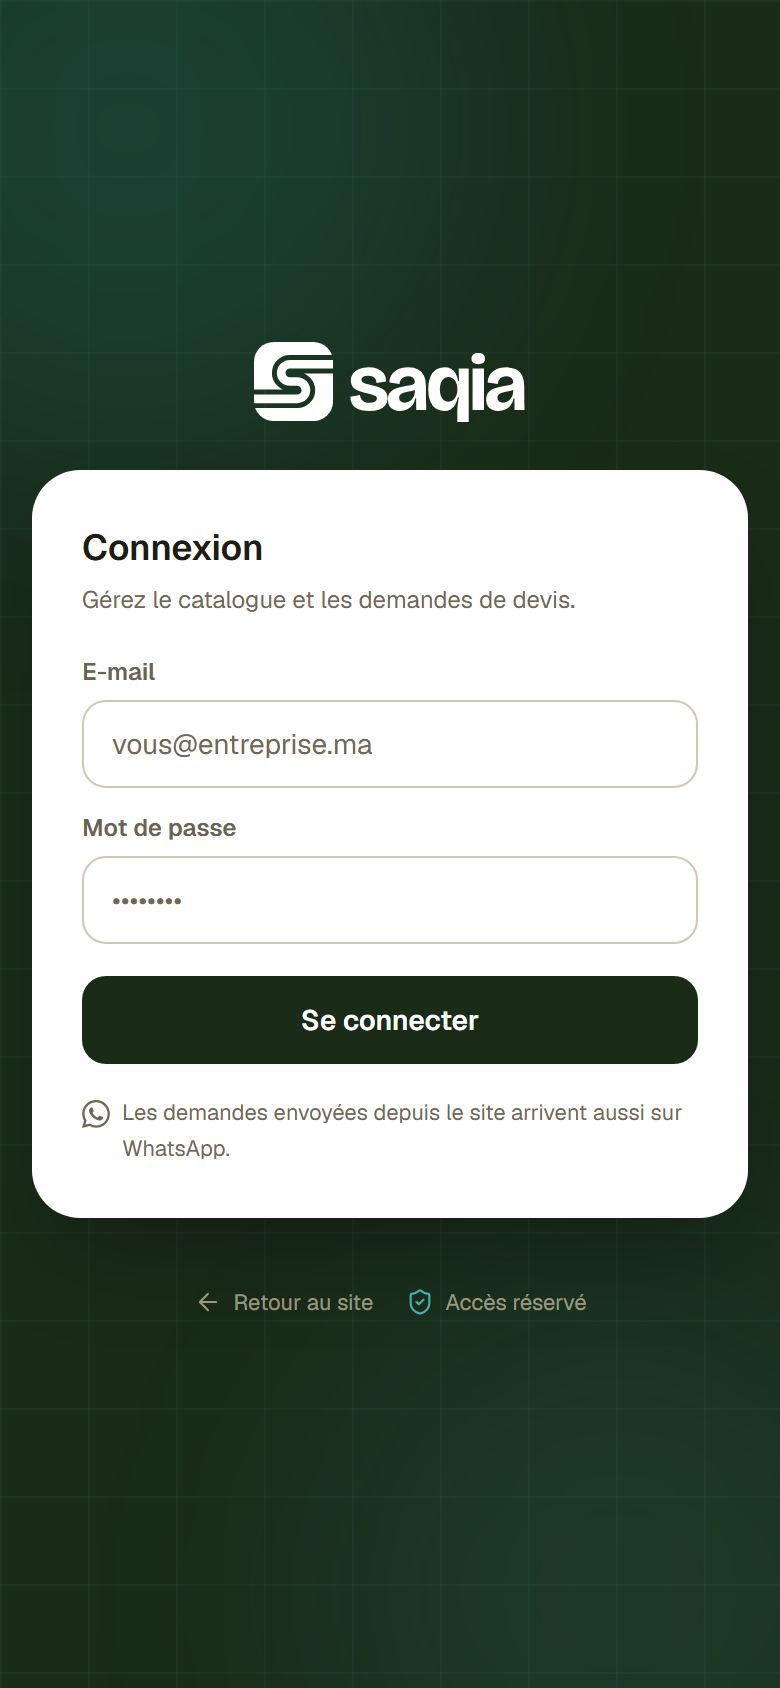 saqia
Connexion
Gérez le catalogue et les demandes de devis.
E-mail
vous@entreprise.ma
Mot de passe
••••••••
Se connecter
Les demandes envoyées depuis le site arrivent aussi sur
WhatsApp.
Retour au site
Accès réservé